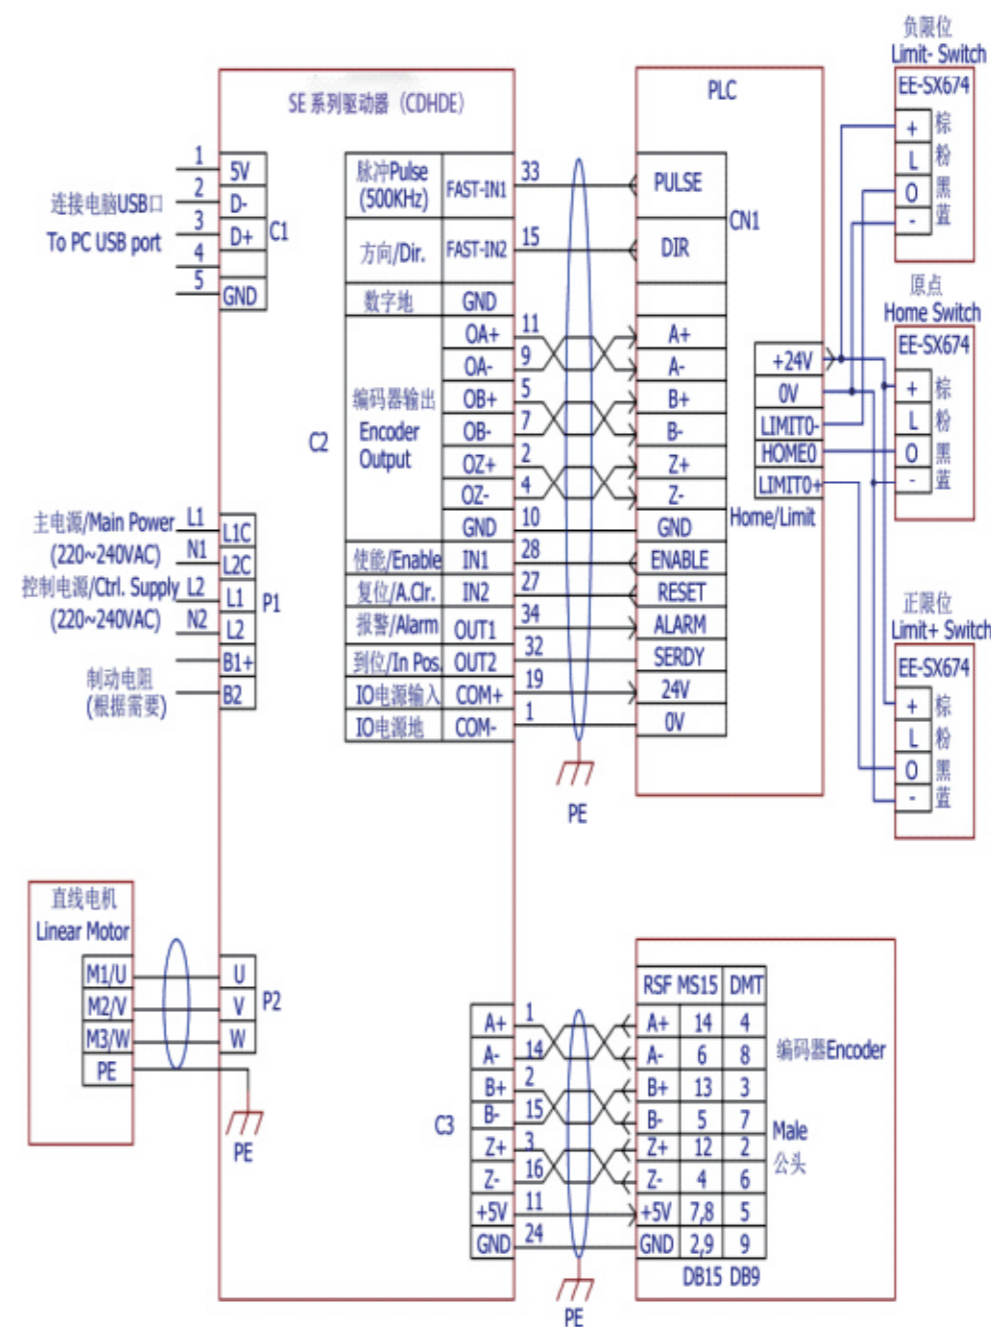 负限位
Limit- Switch
EE-SX674
+ 棕
L 粉
O 黑
- 蓝
SE 系列驱动器（CDHDE）
PLC
1 5V
2 D-
3 D+
4
5 GND
C1
连接电脑USB口
To PC USB port
脉冲Pulse
(500KHz)
FAST-IN1 33 PULSE
方向/Dir. FAST-IN2 15 DIR
CN1
数字地 GND
编码器输出
Encoder
Output
OA+ 11 A+
OA- 9 A-
OB+ 5 B+
OB- 7 B-
OZ+ 2 Z+
OZ- 4 Z-
GND 10 GND
C2
使能/Enable IN1 28 ENABLE
复位/A.Clr. IN2 27 RESET
报警/Alarm OUT1 34 ALARM
到位/In Pos. OUT2 32 SERDY
IO电源输入 COM+ 19 24V
IO电源地 COM- 1 0V
PE
+24V
0V
LIMIT0-
HOME0
LIMIT0+
Home/Limit
原点
Home Switch
EE-SX674
+ 棕
L 粉
O 黑
- 蓝
正限位
Limit+ Switch
EE-SX674
+ 棕
L 粉
O 黑
- 蓝
主电源/Main Power L1 L1C
(220~240VAC) N1 L2C
控制电源/Ctrl. Supply L2 L1
(220~240VAC) N2 L2
P1
B1+
B2
制动电阻
(根据需要)
直线电机
Linear Motor
M1/U U
M2/V V
M3/W W
PE
P2
PE
C3
A+ 1
A- 14
B+ 2
B- 15
Z+ 3
Z- 16
+5V 11
GND 24
PE
RSF MS15 DMT
A+ 14 4
A- 6 8
B+ 13 3
B- 5 7
Z+ 12 2
Z- 4 6
+5V 7,8 5
GND 2,9 9
DB15 DB9
编码器Encoder
Male
公头